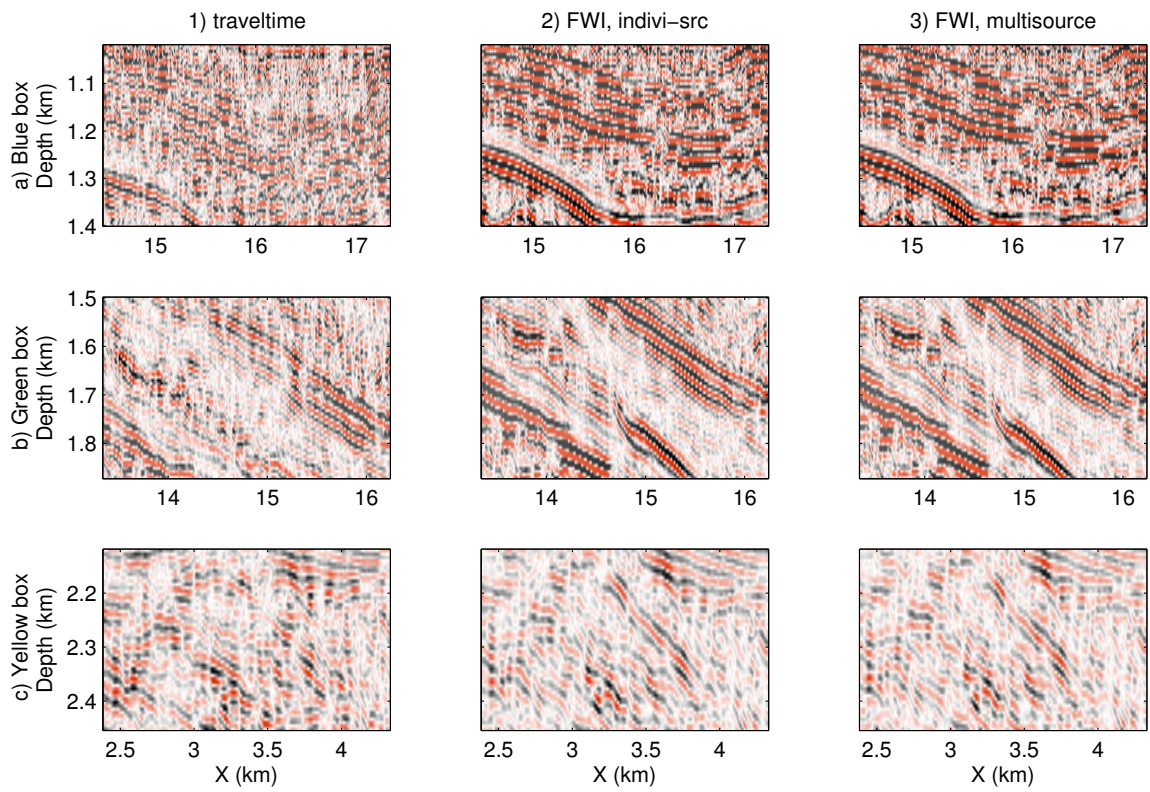 1) traveltime
2) FWI, indivi−src
3) FWI, multisource
a) Blue box
Depth (km)
1.1
1.2
1.3
1.4
15 16 17
15 16 17
15 16 17
b) Green box
Depth (km)
1.5
1.6
1.7
1.8
14 15 16
14 15 16
14 15 16
c) Yellow box
Depth (km)
2.2
2.3
2.4
2.5 3 3.5 4
2.5 3 3.5 4
2.5 3 3.5 4
X (km)
X (km)
X (km)